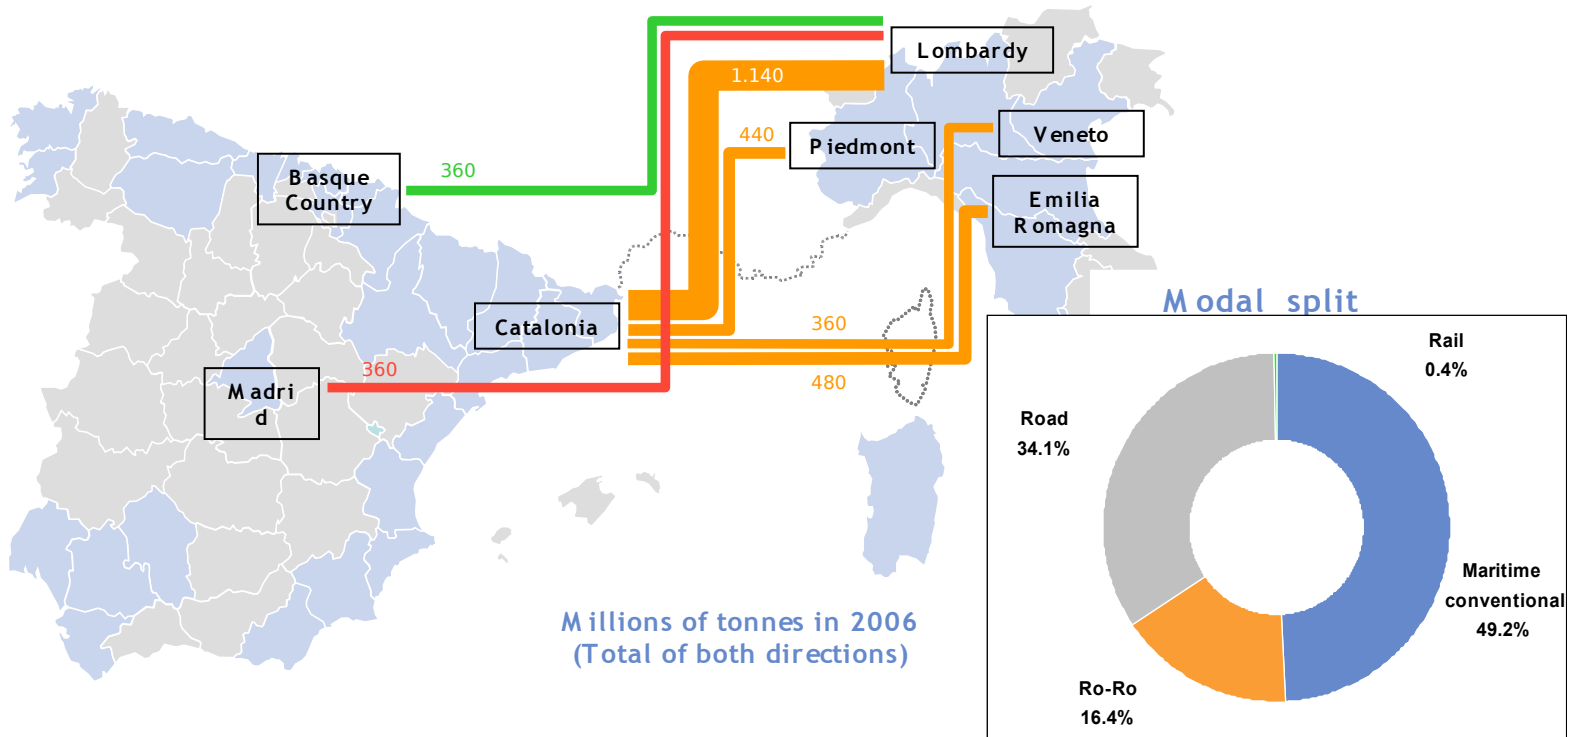 Lombardy
1.140
440
Piedmont
Veneto
360
Basque
Country
Emilia
Romagna
Catalonia
360
360
480
Madri
d
Modal split
Rail
0.4%
Road
34.1%
Maritime
conventional
49.2%
Ro-Ro
16.4%
Millions of tonnes in 2006
(Total of both directions)